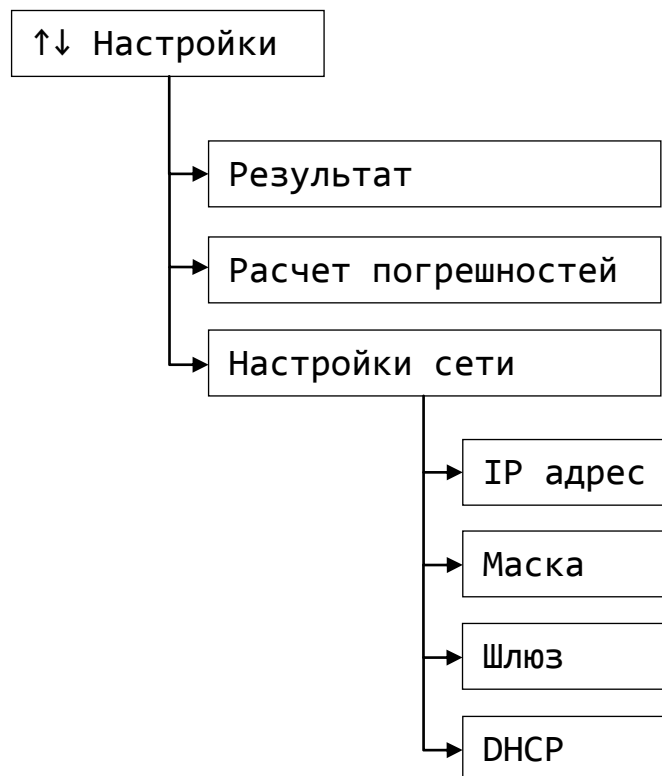 ↑↓ Настройки
Результат
Расчет погрешностей
Настройки сети
IP адрес
Маска
Шлюз
DHCP